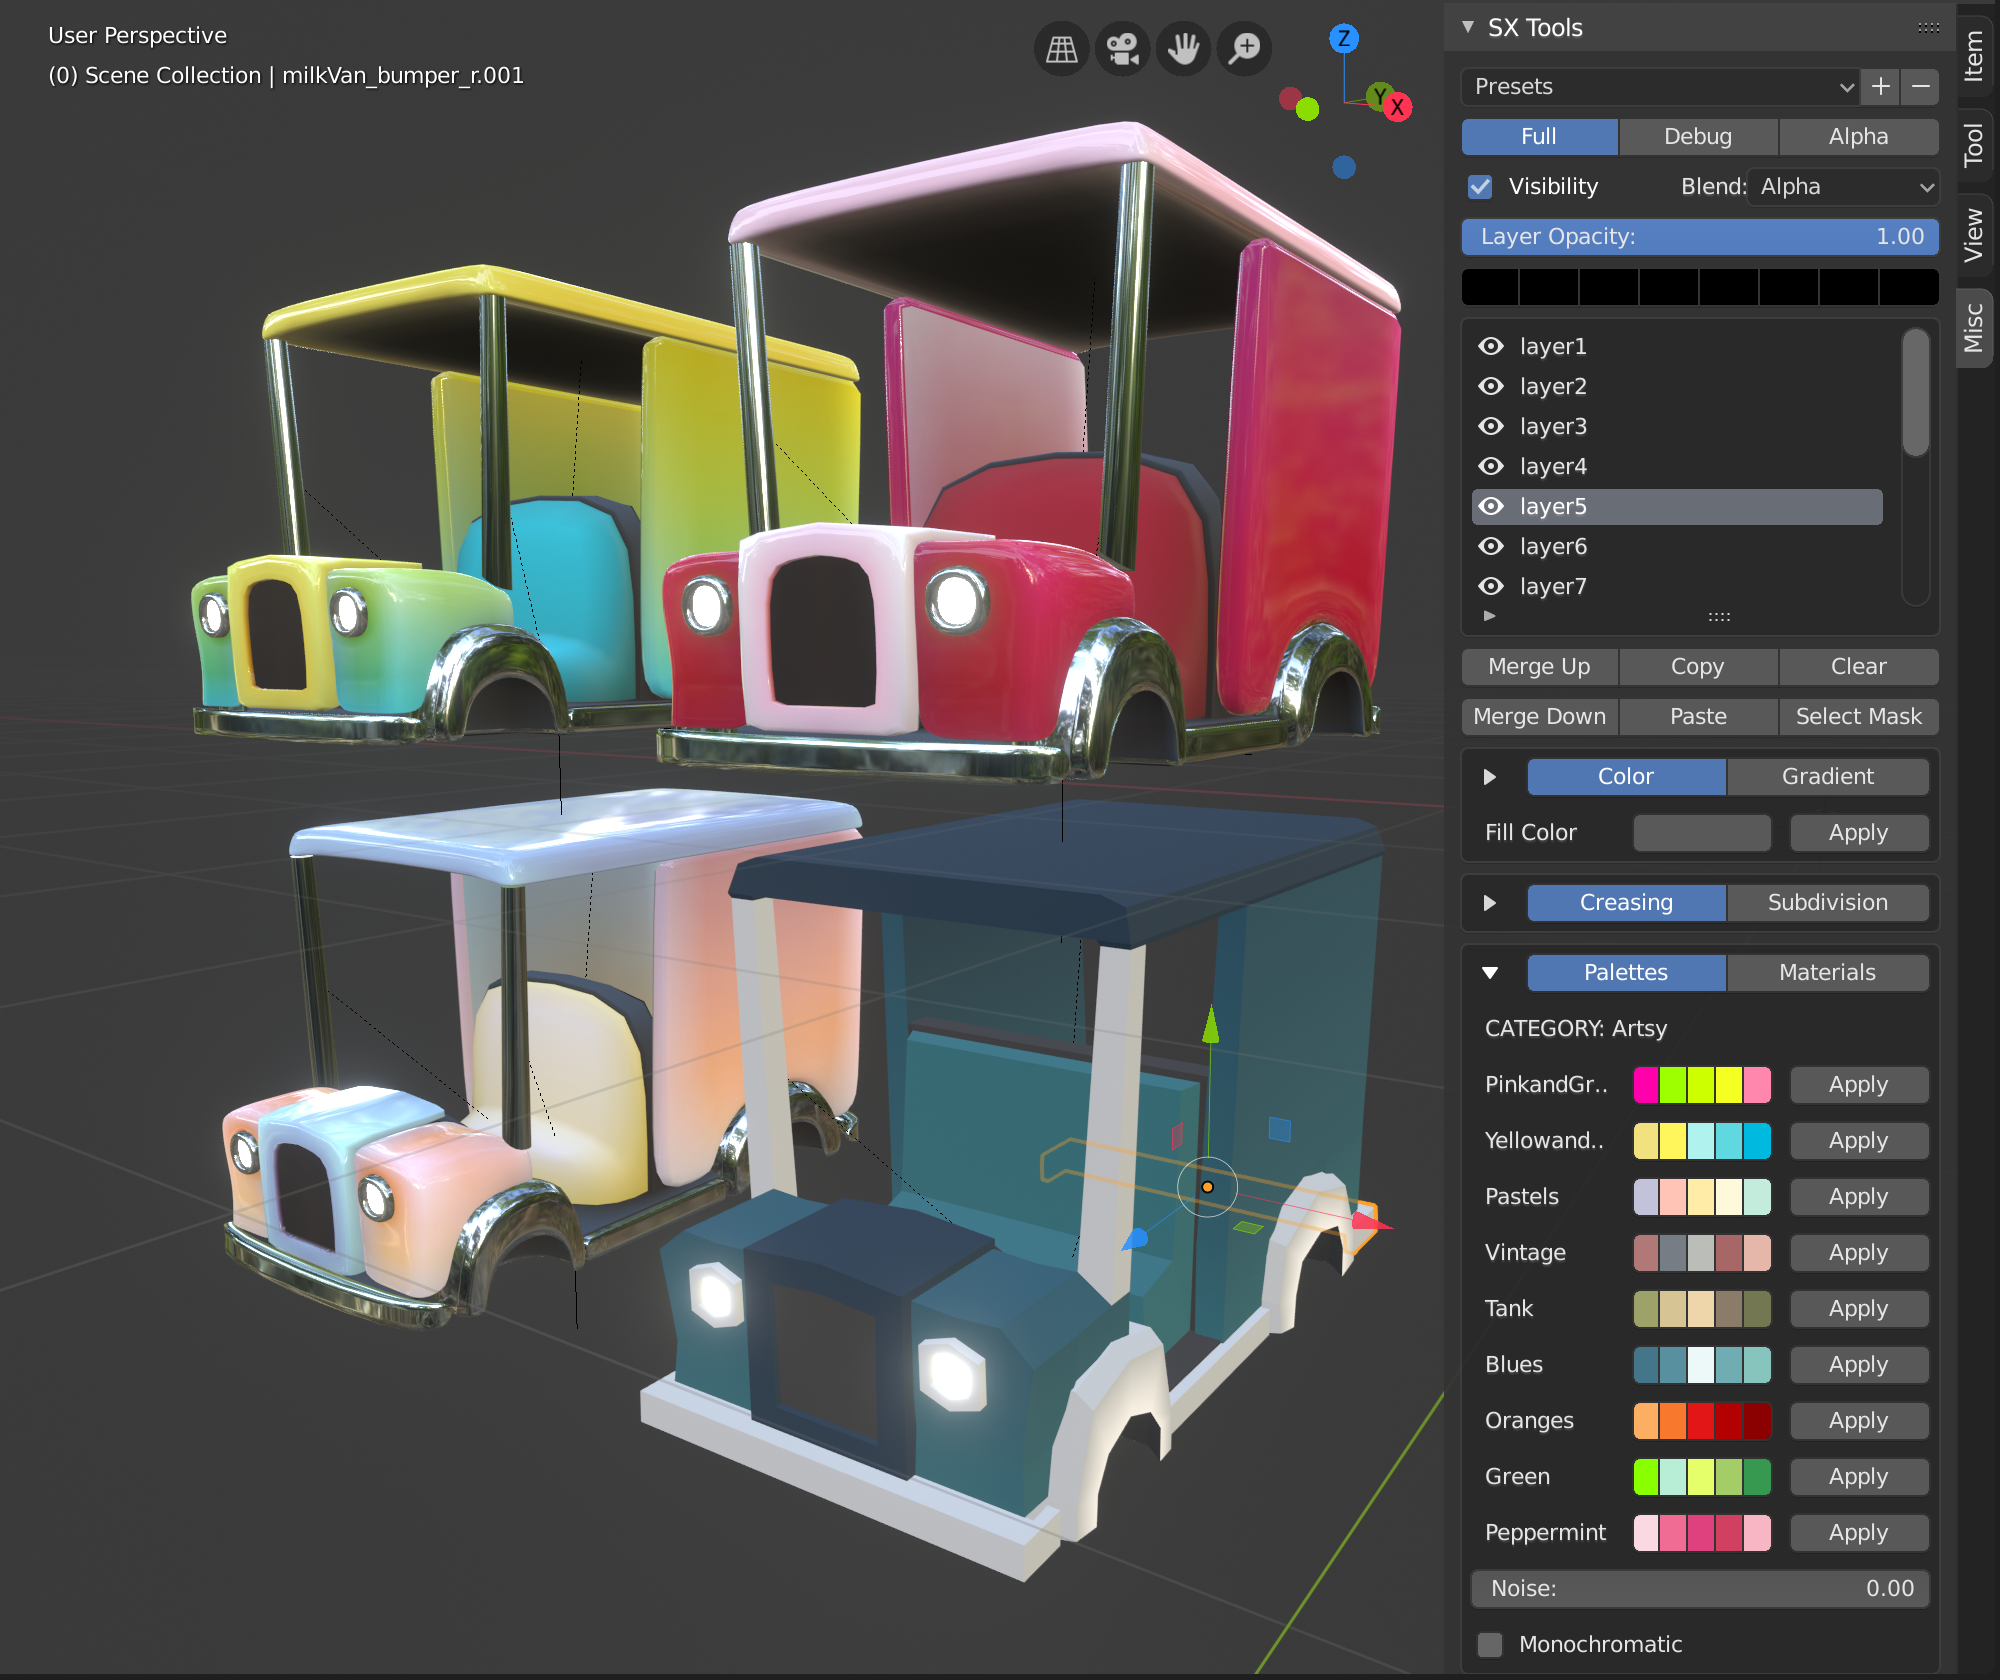 User Perspective
(0) Scene Collection | milkVan_bumper_r.001
Z
Y
X
SX Tools
Presets
Full Debug Alpha
Visibility Blend: Alpha
Layer Opacity: 1.00
layer1
layer2
layer3
layer4
layer5
layer6
layer7
Merge Up Copy Clear
Merge Down Paste Select Mask
Color Gradient
Fill Color Apply
Creasing Subdivision
Palettes Materials
CATEGORY: Artsy
PinkandGr.. Apply
Yellowand.. Apply
Pastels Apply
Vintage Apply
Tank Apply
Blues Apply
Oranges Apply
Green Apply
Peppermint Apply
Noise: 0.00
Monochromatic
Item
Tool
View
Misc